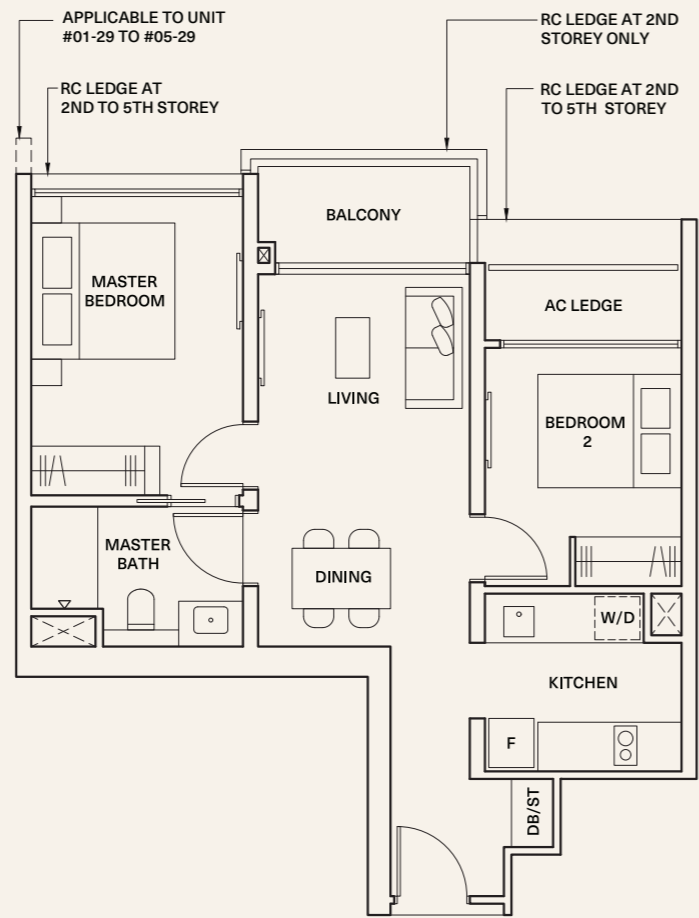 APPLICABLE TO UNIT
#01-29 TO #05-29
RC LEDGE AT 2ND
STOREY ONLY
RC LEDGE AT
2ND TO 5TH STOREY
RC LEDGE AT 2ND
TO 5TH STOREY
BALCONY
MASTER
BEDROOM
AC LEDGE
LIVING
BEDROOM
2
MASTER
BATH
DINING
W/D
KITCHEN
F
DB/ST